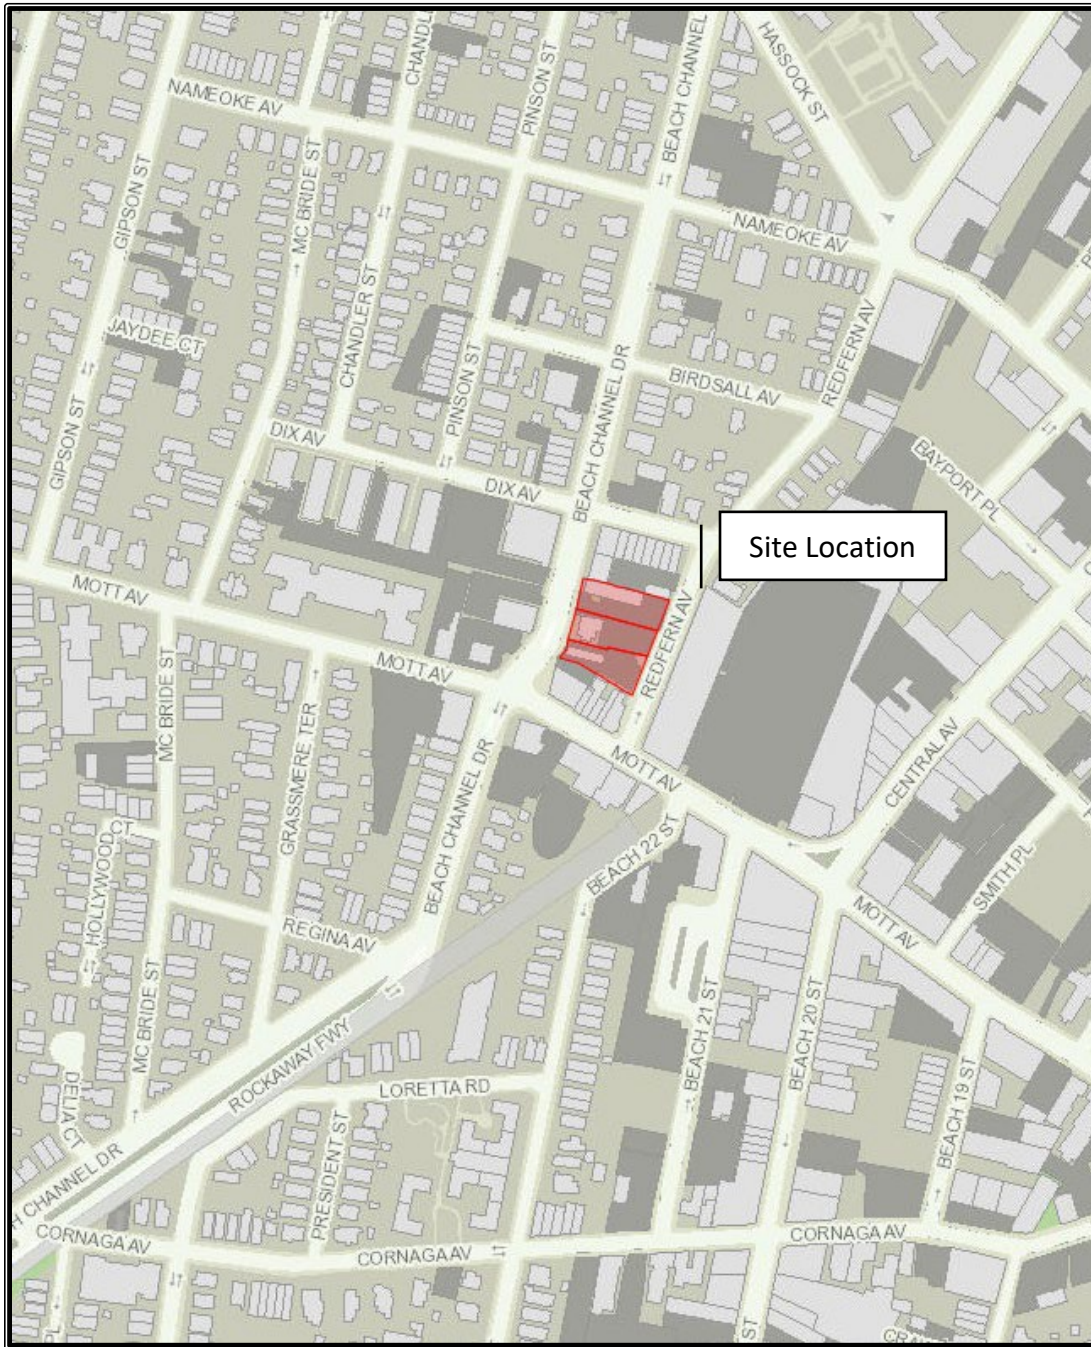 HASSOCK ST
CHANDL
PINSON ST
BEACH CHANNEL
NAMEOKE AV
GIPSON ST
MC BRIDE ST
NAMEOKE AV
CHANDLER ST
JAYDEE CT
REDFERN AV
BEACH CHANNEL DR
BIRDSALL AV
PINSON ST
GIPSON ST
DIX AV
BAYPORT PL
DIX AV
Site Location
MOTT AV
REDFERN AV
MC BRIDE ST
MOTT AV
GRASSMERE TER
MOTT AV
CENTRAL AV
BEACH CHANNEL DR
BEACH 22 ST
SMITH PL
HOLLYWOOD CT
MOTT AV
REGINA AV
MC BRIDE ST
BEACH 21 ST
BEACH 20 ST
ROCKAWAY FWY
LORETTA RD
DELIA CT
BEACH 19 ST
PRESIDENT ST
H CHANNEL DR
CORNAGA AV
CORNAGA AV
CORNAGA AV
PL
ST